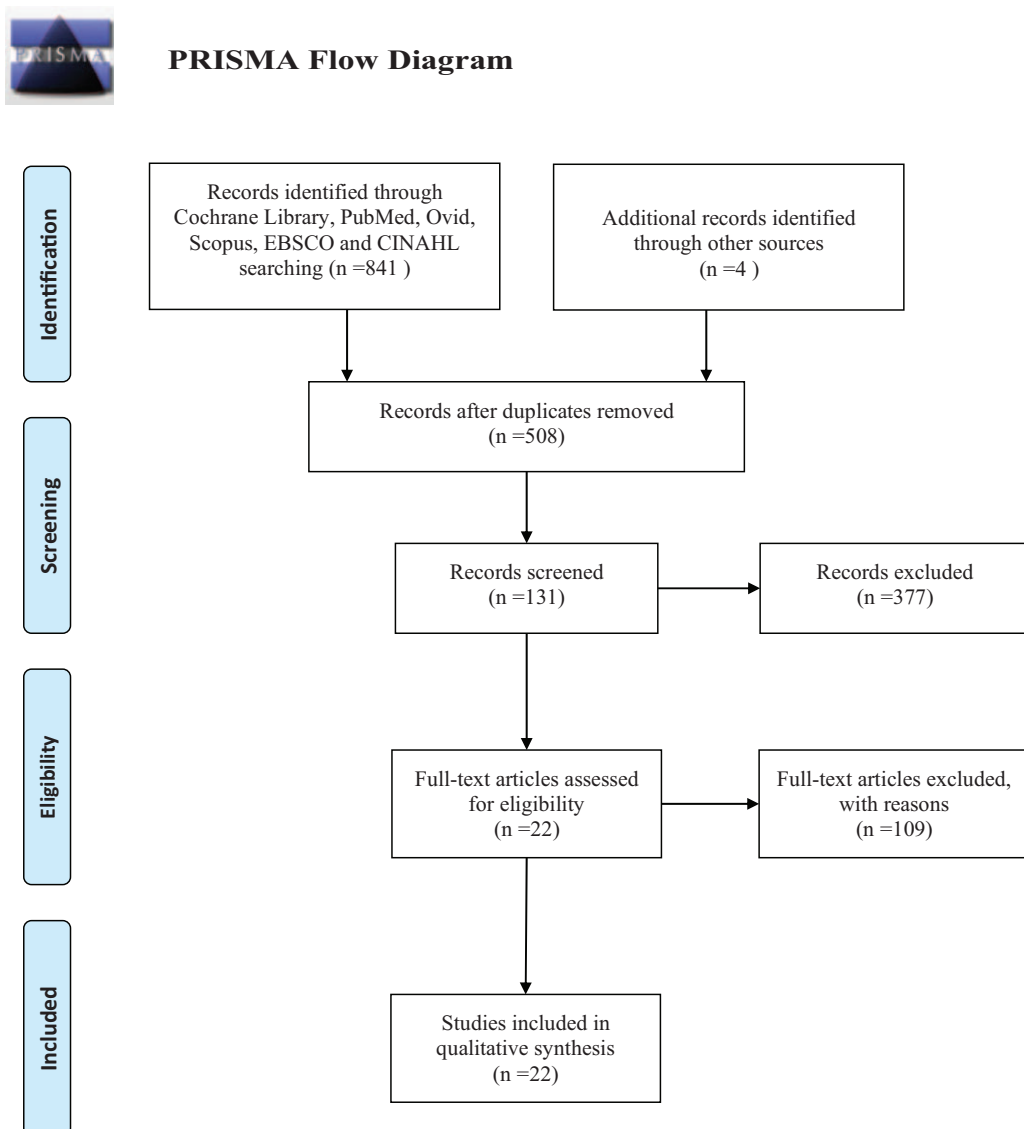 PRISMA
PRISMA Flow Diagram
Identification
Records identified through
Cochrane Library, PubMed, Ovid,
Scopus, EBSCO and CINAHL
searching (n =841 )
Additional records identified
through other sources
(n =4 )
Records after duplicates removed
(n =508)
Screening
Records screened
(n =131)
Records excluded
(n =377)
Eligibility
Full-text articles assessed
for eligibility
(n =22)
Full-text articles excluded,
with reasons
(n =109)
Included
Studies included in
qualitative synthesis
(n =22)